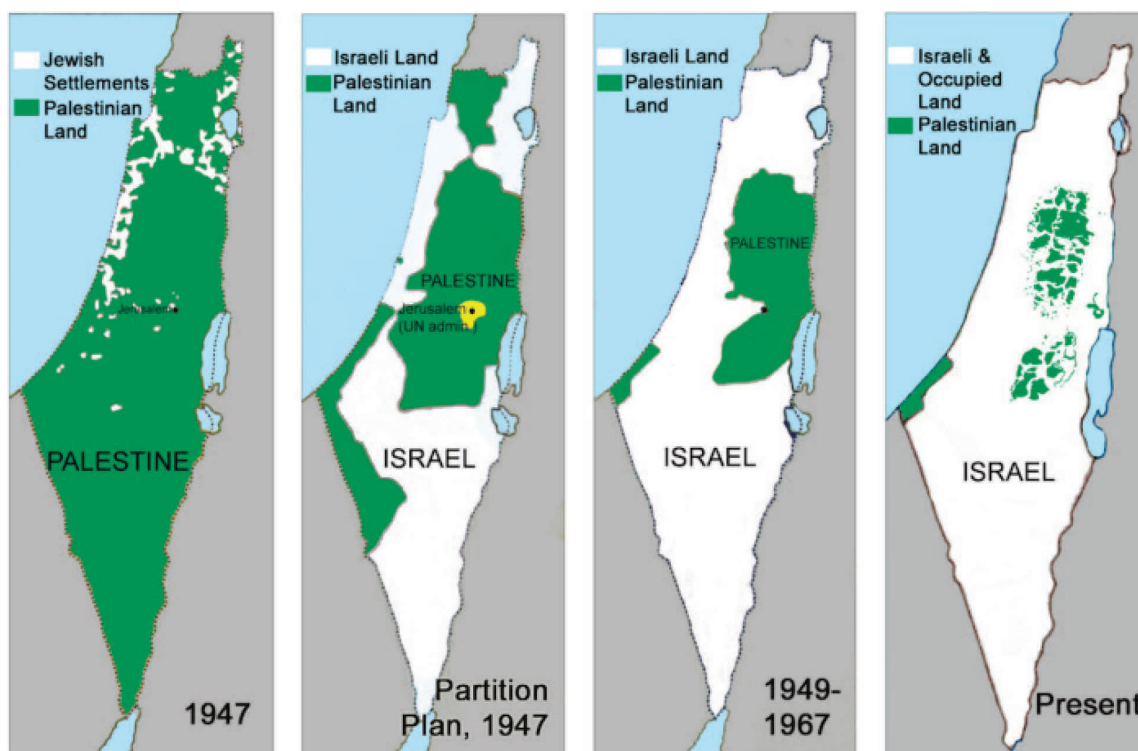 Jewish
Settlements
Palestinian
Land
Jerusalem
PALESTINE
1947
Israeli Land
Palestinian
Land
PALESTINE
Jerusalem
(UN admin.)
ISRAEL
Partition
Plan, 1947
Israeli Land
Palestinian
Land
PALESTINE
ISRAEL
1949-
1967
Israeli &
Occupied
Land
Palestinian
Land
ISRAEL
Present